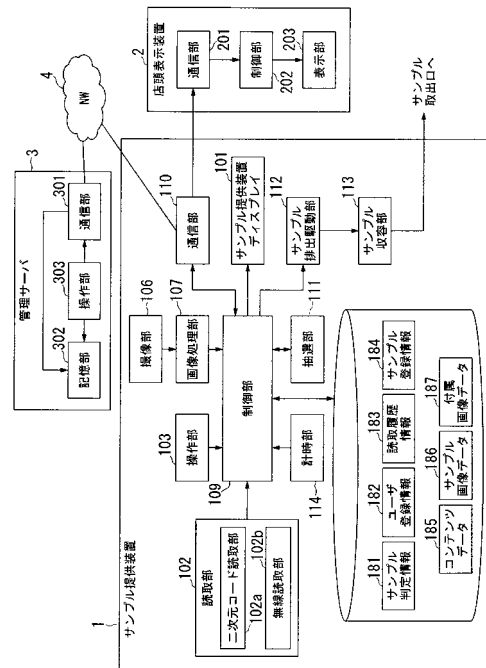 店頭表示装置
2
通信部
201
制御部
202
表示部
203
NW
4
管理サーバ
3
通信部
301
操作部
303
記憶部
302
サンプル取出口へ
サンプル提供装置
1
通信部
110
サンプル提供装置
ディスプレイ
101
サンプル
排出駆動部
112
サンプル
収容部
113
撮像部
106
画像処理部
107
操作部
103
制御部
109
抽選部
111
計時部
114
読取部
102
二次元コード読取部
102a
無線読取部
102b
サンプル
判定情報
181
ユーザ
登録情報
182
読取履歴
情報
183
サンプル
登録情報
184
コンテンツ
データ
185
サンプル
画像データ
186
付属
画像データ
187